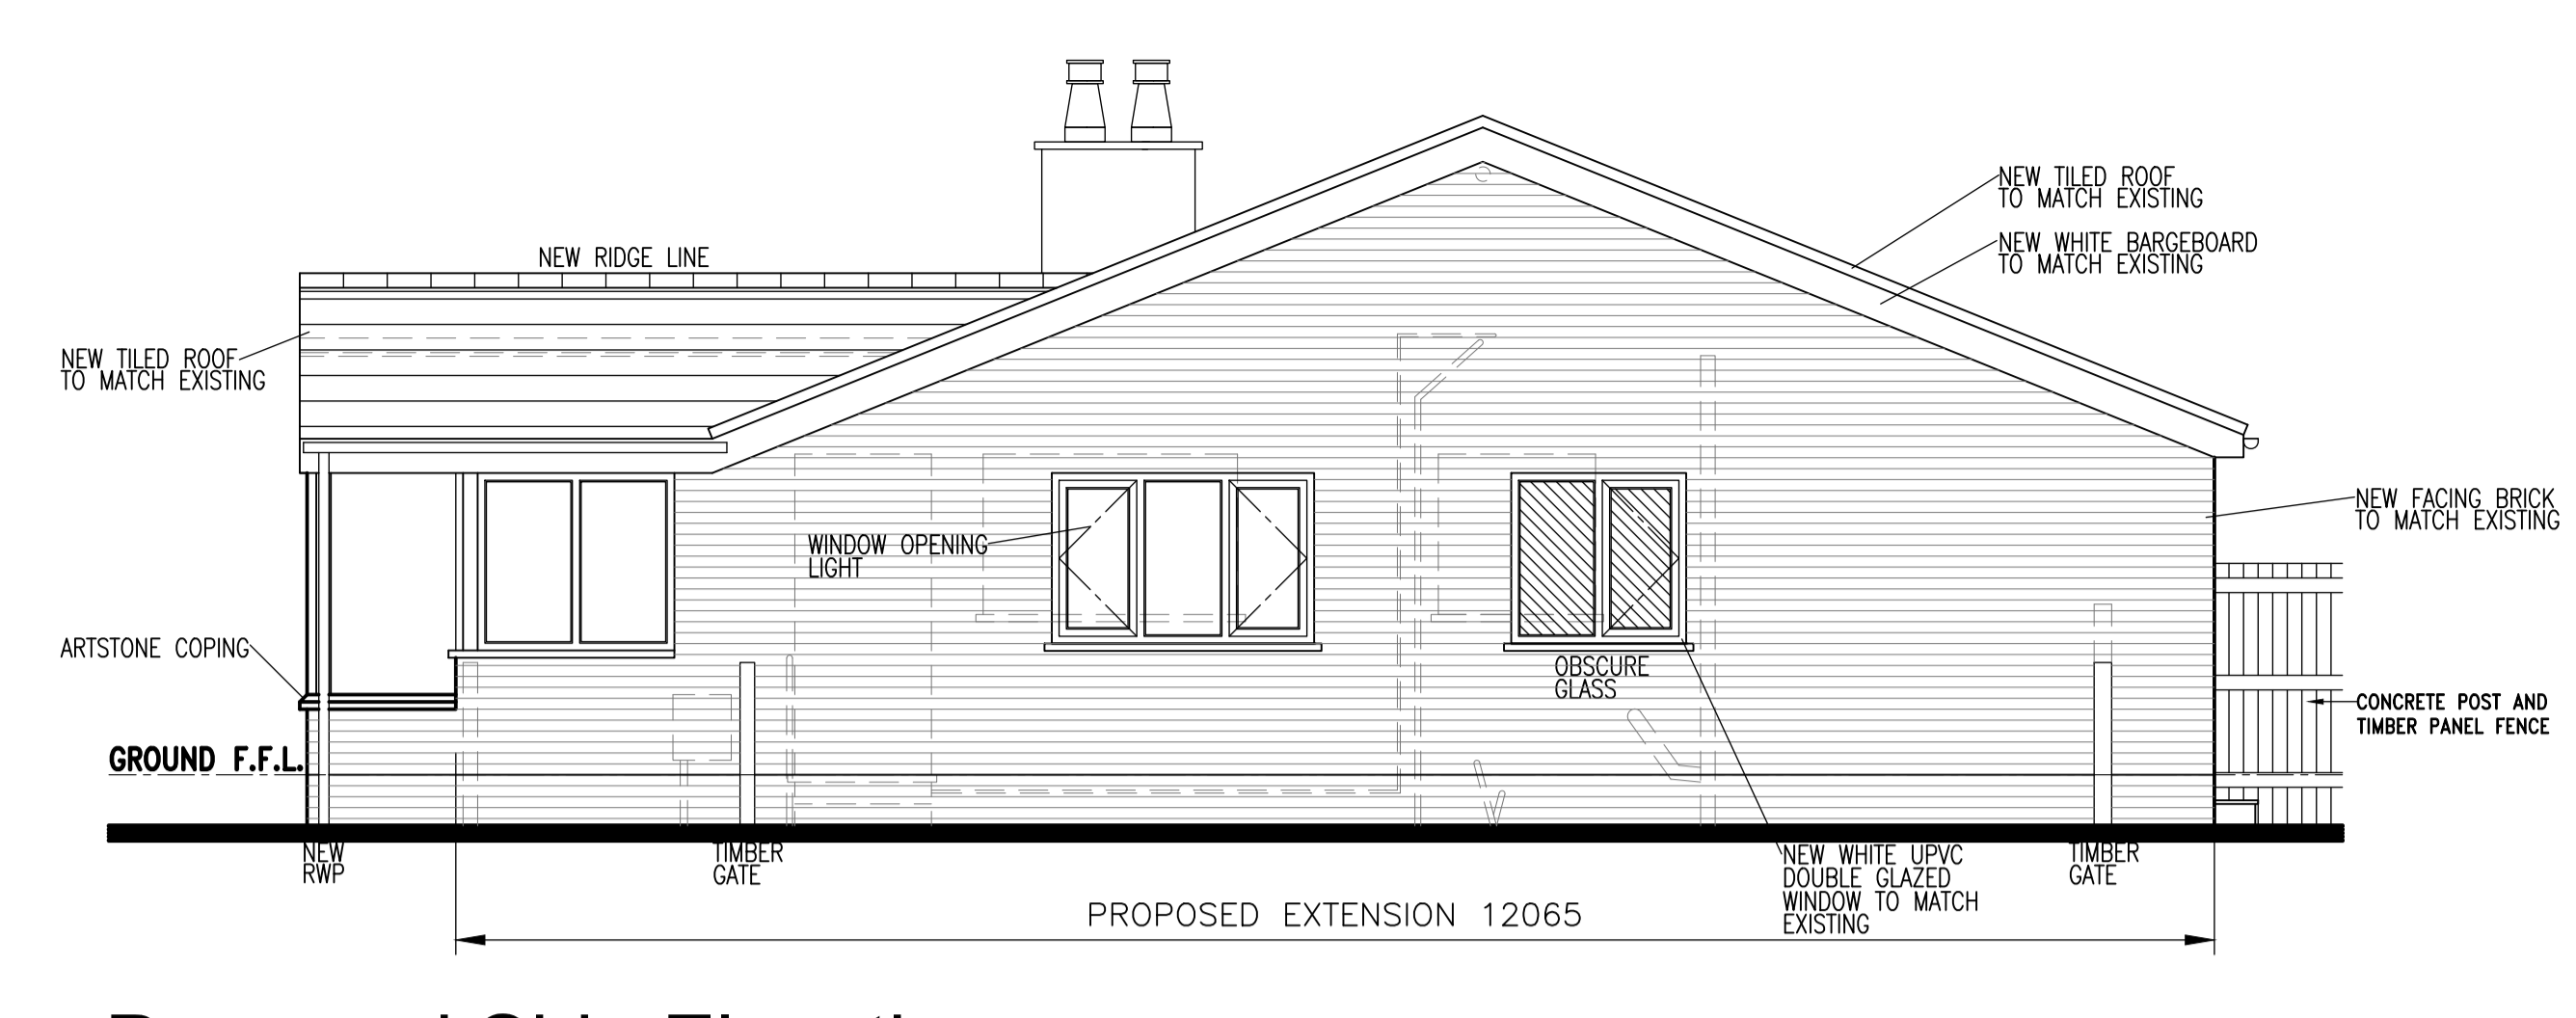 NEW TILED ROOF
TO MATCH EXISTING
NEW WHITE BARGEBOARD
TO MATCH EXISTING
NEW RIDGE LINE
NEW TILED ROOF
TO MATCH EXISTING
NEW FACING BRICK
TO MATCH EXISTING
WINDOW OPENING
LIGHT
ARTSTONE COPING
OBSCURE
GLASS
CONCRETE POST AND
TIMBER PANEL FENCE
GROUND F.F.L.
NEW
RWP
TIMBER
GATE
NEW WHITE UPVC
DOUBLE GLAZED
WINDOW TO MATCH
EXISTING
TIMBER
GATE
PROPOSED EXTENSION 12065